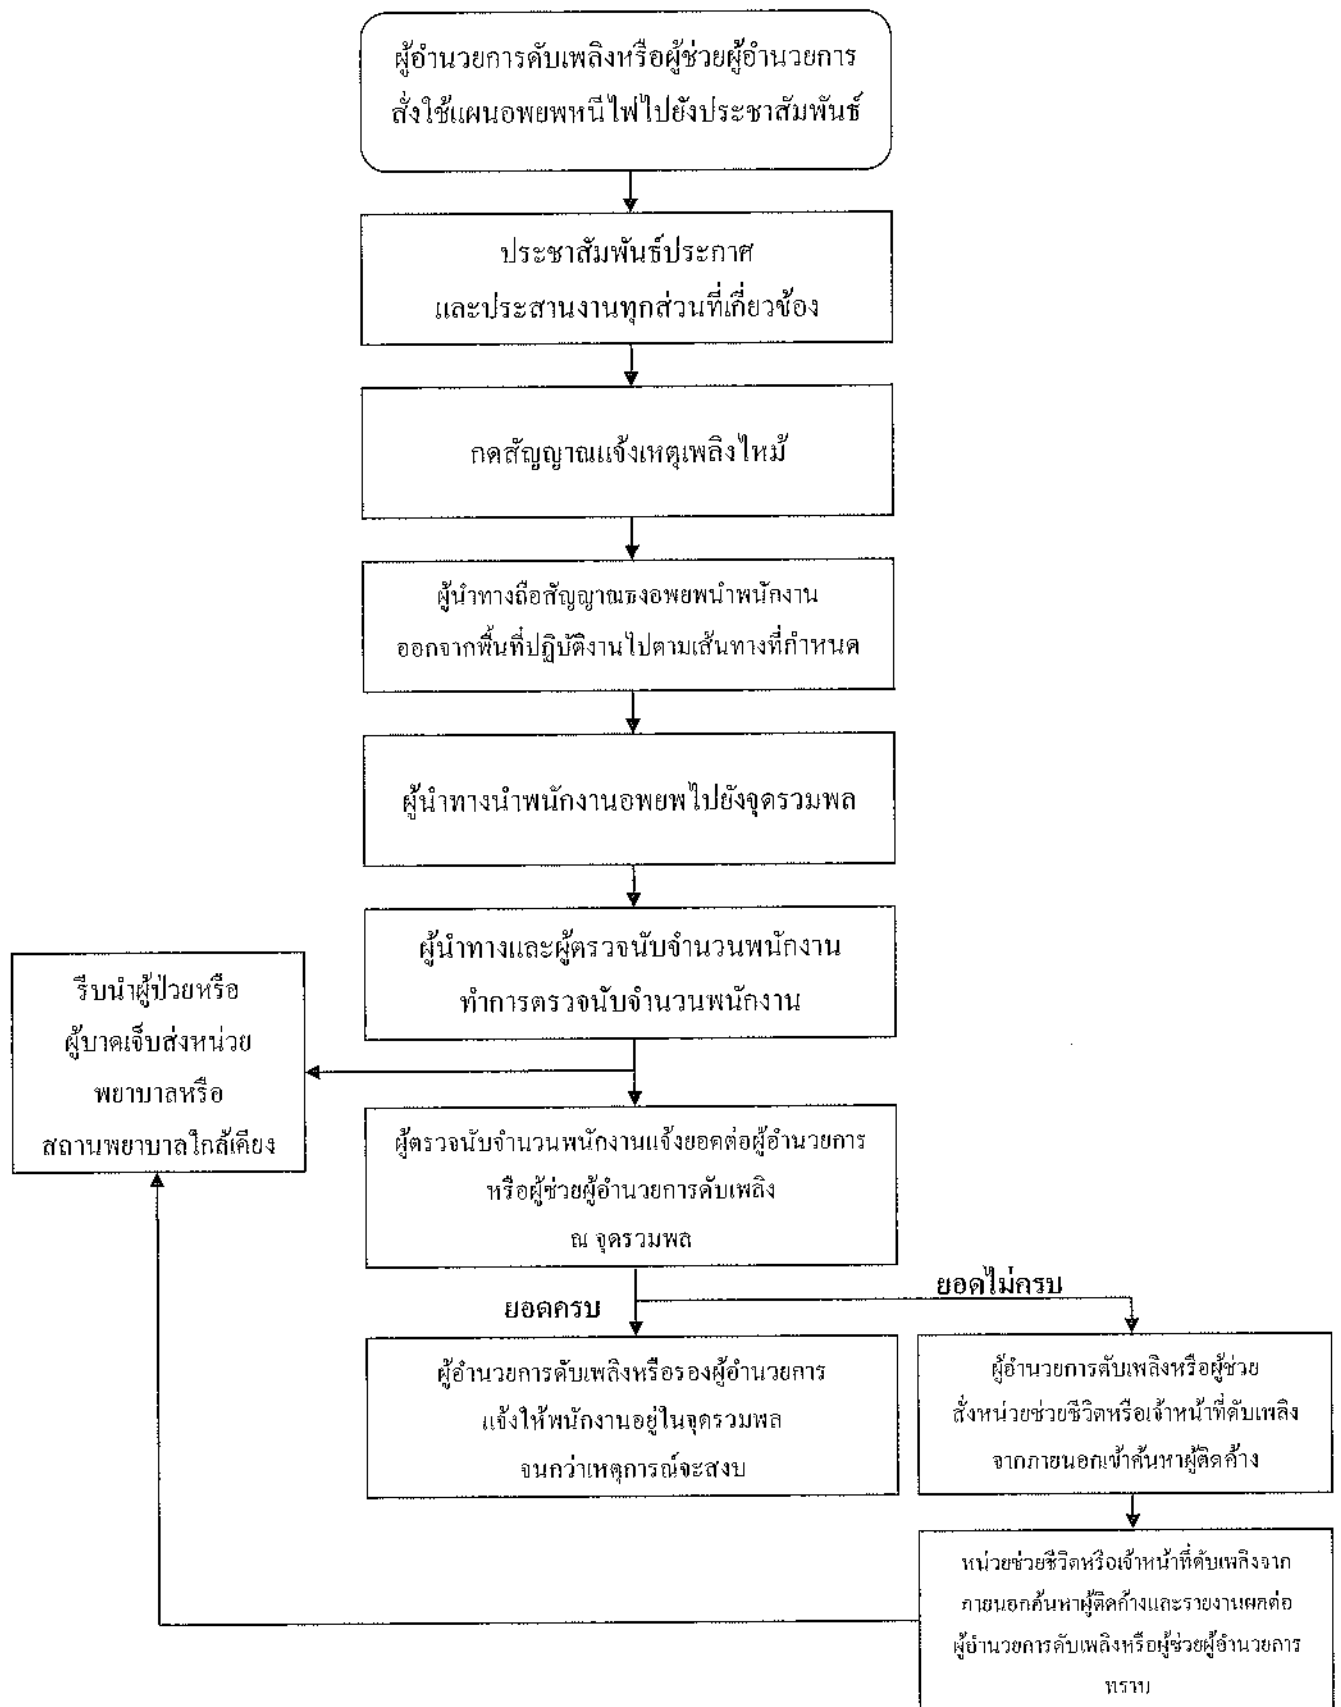 ผู้อำนวยการดับเพลิงหรือผู้ช่วยผู้อำนวยการ
สั่งใช้แผนอพยพหนีไฟไปยังประชาสัมพันธ์
ประชาสัมพันธ์ประกาศ
และประสานงานทุกส่วนที่เกี่ยวข้อง
กดสัญญาณแจ้งเหตุเพลิงไหม้
ผู้นำทางถือสัญญาณธงอพยพนำพนักงาน
ออกจากพื้นที่ปฏิบัติงานไปตามเส้นทางที่กำหนด
ผู้นำทางนำพนักงานอพยพไปยังจุดรวมพล
ผู้นำทางและผู้ตรวจนับจำนวนพนักงาน
ทำการตรวจนับจำนวนพนักงาน
รีบนำผู้ป่วยหรือ
ผู้บาดเจ็บส่งหน่วย
พยาบาลหรือ
สถานพยาบาลใกล้เคียง
ผู้ตรวจนับจำนวนพนักงานแจ้งยอดต่อผู้อำนวยการ
หรือผู้ช่วยผู้อำนวยการดับเพลิง
ณ จุดรวมพล
ยอดครบ
ยอดไม่ครบ
ผู้อำนวยการดับเพลิงหรือรองผู้อำนวยการ
แจ้งให้พนักงานอยู่ในจุดรวมพล
จนกว่าเหตุการณ์จะสงบ
ผู้อำนวยการดับเพลิงหรือผู้ช่วย
สั่งหน่วยช่วยชีวิตหรือเจ้าหน้าที่ดับเพลิง
จากภายนอกเข้าค้นหาผู้ติดค้าง
หน่วยช่วยชีวิตหรือเจ้าหน้าที่ดับเพลิงจาก
ภายนอกค้นหาผู้ติดค้างและรายงานผลต่อ
ผู้อำนวยการดับเพลิงหรือผู้ช่วยผู้อำนวยการ
ทราบ